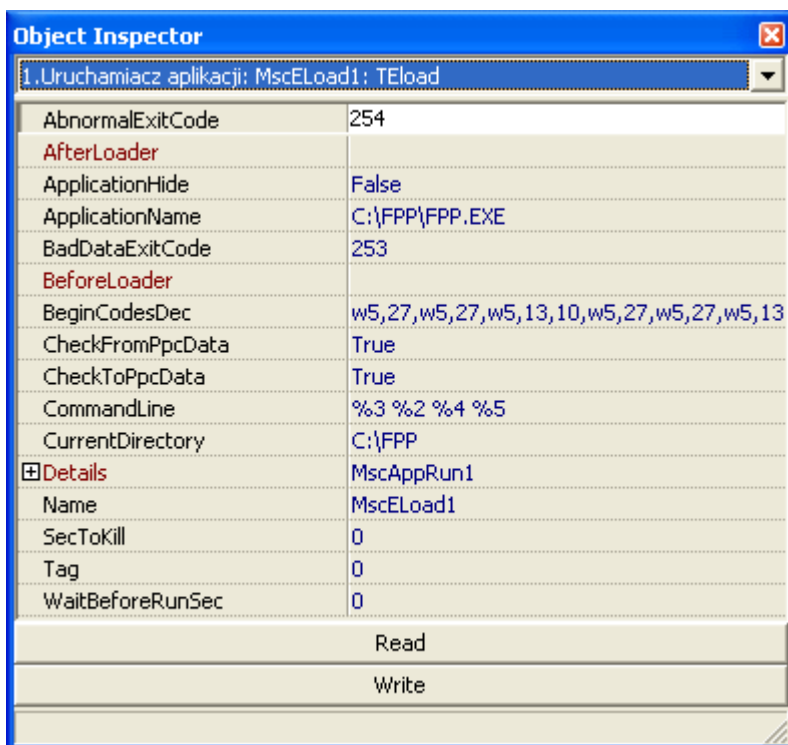 Object Inspector
1.Uruchamiacz aplikacji: MscELoad1: TEload
AbnormalExitCode 254
AfterLoader
ApplicationHide False
ApplicationName C:\FPP\FPP.EXE
BadDataExitCode 253
BeforeLoader
BeginCodesDec w5,27,w5,27,w5,13,10,w5,27,w5,27,w5,13
CheckFromPpcData True
CheckToPpcData True
CommandLine %3 %2 %4 %5
CurrentDirectory C:\FPP
Details MscAppRun1
Name MscELoad1
SecToKill 0
Tag 0
WaitBeforeRunSec 0
Read
Write